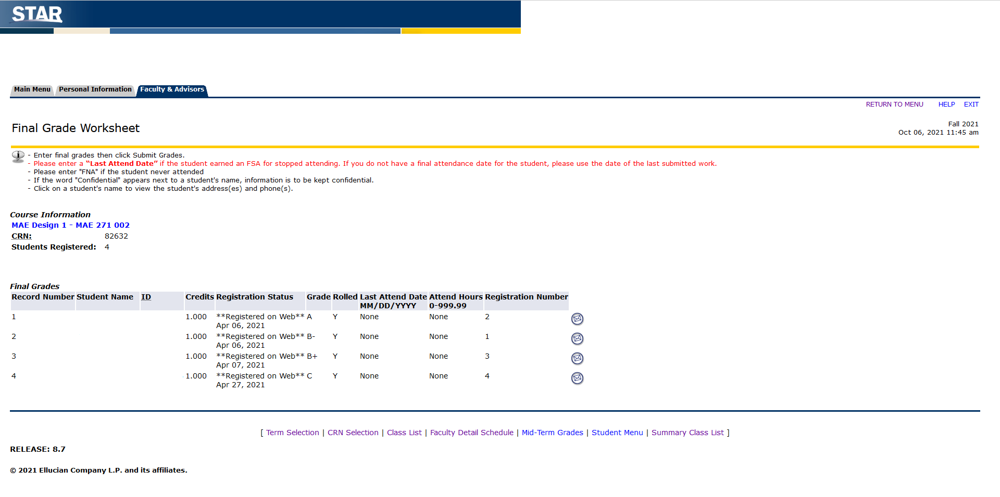 STAR
Main Menu Personal Information Faculty & Advisors
RETURN TO MENU HELP EXIT
Final Grade Worksheet
Fall 2021
Oct 06, 2021 11:45 am
- Enter final grades then click Submit Grades.
- Please enter a “Last Attend Date” if the student earned an FSA for stopped attending. If you do not have a final attendance date for the student, please use the date of the last submitted work.
- Please enter "FNA" if the student never attended
- If the word "Confidential" appears next to a student's name, information is to be kept confidential.
- Click on a student's name to view the student's address(es) and phone(s).
Course Information
MAE Design 1 - MAE 271 002
CRN: 82632
Students Registered: 4
Final Grades
Record Number Student Name ID Credits Registration Status Grade Rolled Last Attend Date Attend Hours Registration Number
MM/DD/YYYY 0-999.99
1 1.000 **Registered on Web** A Y None None 2
Apr 06, 2021
2 1.000 **Registered on Web** B- Y None None 1
Apr 06, 2021
3 1.000 **Registered on Web** B+ Y None None 3
Apr 07, 2021
4 1.000 **Registered on Web** C Y None None 4
Apr 27, 2021
[ Term Selection | CRN Selection | Class List | Faculty Detail Schedule | Mid-Term Grades | Student Menu | Summary Class List ]
RELEASE: 8.7
© 2021 Ellucian Company L.P. and its affiliates.